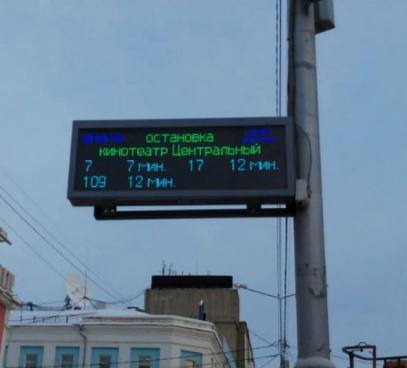 остановка
кинотеатр Центральный
7 7 мин. 17 12 мин.
109 12 мин.